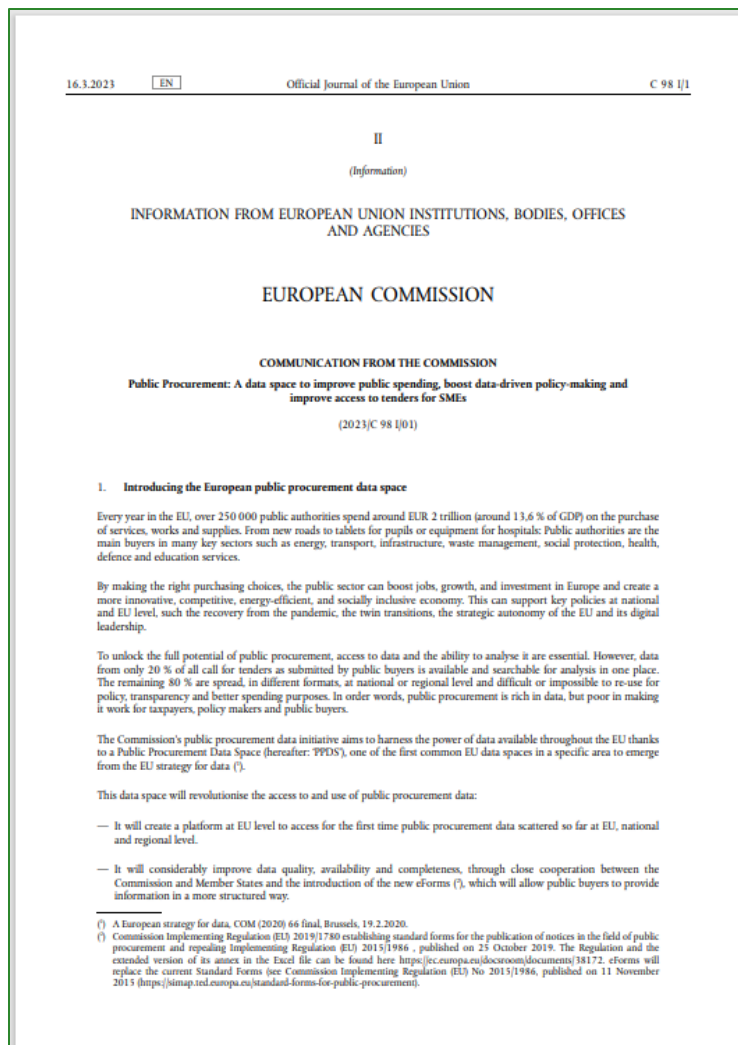 16.3.2023 EN Official Journal of the European Union C 98 I/1
II
(Information)
INFORMATION FROM EUROPEAN UNION INSTITUTIONS, BODIES, OFFICES
AND AGENCIES
EUROPEAN COMMISSION
COMMUNICATION FROM THE COMMISSION
Public Procurement: A data space to improve public spending, boost data-driven policy-making and
improve access to tenders for SMEs
(2023/C 98 I/01)
1. Introducing the European public procurement data space
Every year in the EU, over 250 000 public authorities spend around EUR 2 trillion (around 13,6 % of GDP) on the purchase
of services, works and supplies. From new roads to tablets for pupils or equipment for hospitals: Public authorities are the
main buyers in many key sectors such as energy, transport, infrastructure, waste management, social protection, health,
defence and education services.
By making the right purchasing choices, the public sector can boost jobs, growth, and investment in Europe and create a
more innovative, competitive, energy-efficient, and socially inclusive economy. This can support key policies at national
and EU level, such the recovery from the pandemic, the twin transitions, the strategic autonomy of the EU and its digital
leadership.
To unlock the full potential of public procurement, access to data and the ability to analyse it are essential. However, data
from only 20 % of all call for tenders as submitted by public buyers is available and searchable for analysis in one place.
The remaining 80 % are spread, in different formats, at national or regional level and difficult or impossible to re-use for
policy, transparency and better spending purposes. In order words, public procurement is rich in data, but poor in making
it work for taxpayers, policy makers and public buyers.
The Commission's public procurement data initiative aims to harness the power of data available throughout the EU thanks
to a Public Procurement Data Space (hereafter: 'PPDS'), one of the first common EU data spaces in a specific area to emerge
from the EU strategy for data (¹).
This data space will revolutionise the access to and use of public procurement data:
— It will create a platform at EU level to access for the first time public procurement data scattered so far at EU, national
and regional level.
— It will considerably improve data quality, availability and completeness, through close cooperation between the
Commission and Member States and the introduction of the new eForms (²), which will allow public buyers to provide
information in a more structured way.
(¹) A European strategy for data, COM (2020) 66 final, Brussels, 19.2.2020.
(²) Commission Implementing Regulation (EU) 2019/1780 establishing standard forms for the publication of notices in the field of public
procurement and repealing Implementing Regulation (EU) 2015/1986 , published on 25 October 2019. The Regulation and the
extended version of its annex in the Excel file can be found here https://ec.europa.eu/docsroom/documents/38172. eForms will
replace the current Standard Forms (see Commission Implementing Regulation (EU) No 2015/1986, published on 11 November
2015 (https://simap.ted.europa.eu/standard-forms-for-public-procurement).